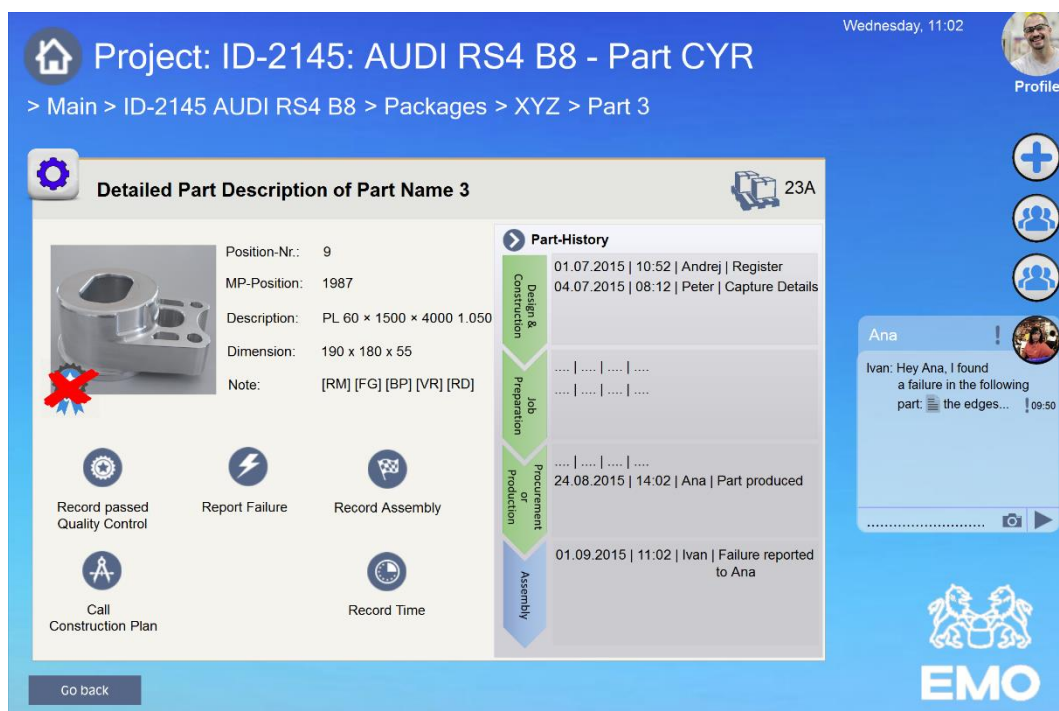 Wednesday, 11:02
Project: ID-2145: AUDI RS4 B8 - Part CYR
Profile
> Main > ID-2145 AUDI RS4 B8 > Packages > XYZ > Part 3
Detailed Part Description of Part Name 3
23A
Position-Nr.: 9
MP-Position: 1987
Description: PL 60 × 1500 × 4000 1.050
Dimension: 190 x 180 x 55
Note: [RM] [FG] [BP] [VR] [RD]
Record passed
Quality Control
Report Failure
Record Assembly
Call
Construction Plan
Record Time
Part-History
Design &
Construction
01.07.2015 | 10:52 | Andrej | Register
04.07.2015 | 08:12 | Peter | Capture Details
Job
Preparation
.... | .... | .... | ....
.... | .... | .... | ....
Procurement
or
Production
.... | .... | .... | ....
24.08.2015 | 14:02 | Ana | Part produced
Assembly
01.09.2015 | 11:02 | Ivan | Failure reported
to Ana
Ana !
Ivan: Hey Ana, I found
a failure in the following
part: the edges... ! 09:50
...........................
EMO
Go back